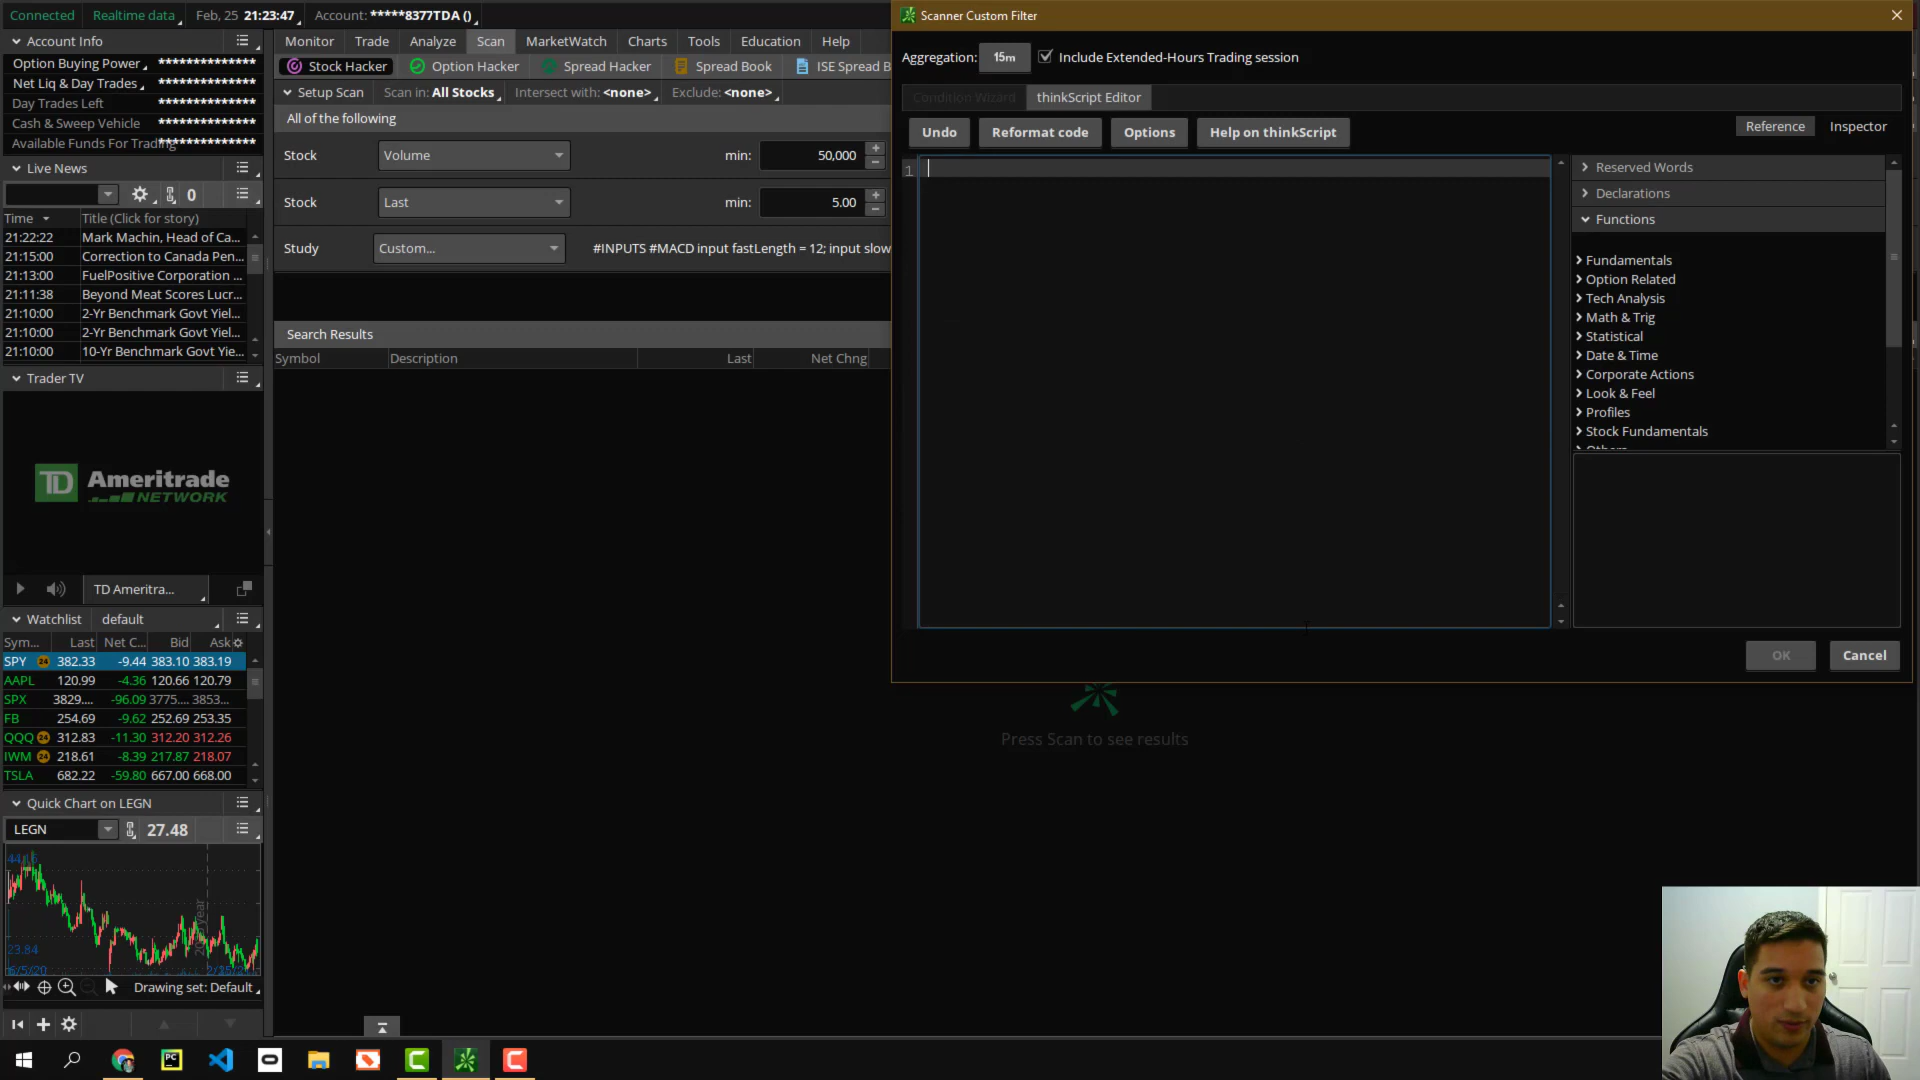 Connected Realtime data Feb, 25 21:23:47 Account: *****8377TDA ()
Scanner Custom Filter
Account Info
Option Buying Power **************
Net Liq & Day Trades **************
Day Trades Left **************
Cash & Sweep Vehicle **************
Available Funds For Trading **************
Live News
0
Time Title (Click for story)
21:22:22 Mark Machin, Head of Ca...
21:15:00 Correction to Canada Pen...
21:13:00 FuelPositive Corporation ...
21:11:38 Beyond Meat Scores Lucr...
21:10:00 2-Yr Benchmark Govt Yiel...
21:10:00 2-Yr Benchmark Govt Yiel...
21:10:00 10-Yr Benchmark Govt Yie...
Trader TV
TD Ameritrade
NETWORK
TD Ameritra...
Watchlist default
Sym... Last Net C... Bid Ask
SPY 24 382.33 -9.44 383.10 383.19
AAPL 120.99 -4.36 120.66 120.79
SPX 3829.... -96.09 3775.... 3853...
FB 254.69 -9.62 252.69 253.35
QQQ 24 312.83 -11.30 312.20 312.26
IWM 24 218.61 -8.39 217.87 218.07
TSLA 682.22 -59.80 667.00 668.00
Quick Chart on LEGN
LEGN 27.48
23.84
Drawing set: Default
Monitor Trade Analyze Scan MarketWatch Charts Tools Education Help
Stock Hacker Option Hacker Spread Hacker Spread Book ISE Spread B
Setup Scan Scan in: All Stocks Intersect with: <none> Exclude: <none>
All of the following
Stock Volume min: 50,000
Stock Last min: 5.00
Study Custom... #INPUTS #MACD input fastLength = 12; input slow
Search Results
Symbol Description Last Net Chng
Press Scan to see results
Aggregation: 15m Include Extended-Hours Trading session
Condition Wizard thinkScript Editor
Undo Reformat code Options Help on thinkScript
Reference Inspector
1
Reserved Words
Declarations
Functions
Fundamentals
Option Related
Tech Analysis
Math & Trig
Statistical
Date & Time
Corporate Actions
Look & Feel
Profiles
Stock Fundamentals
OK Cancel
PC